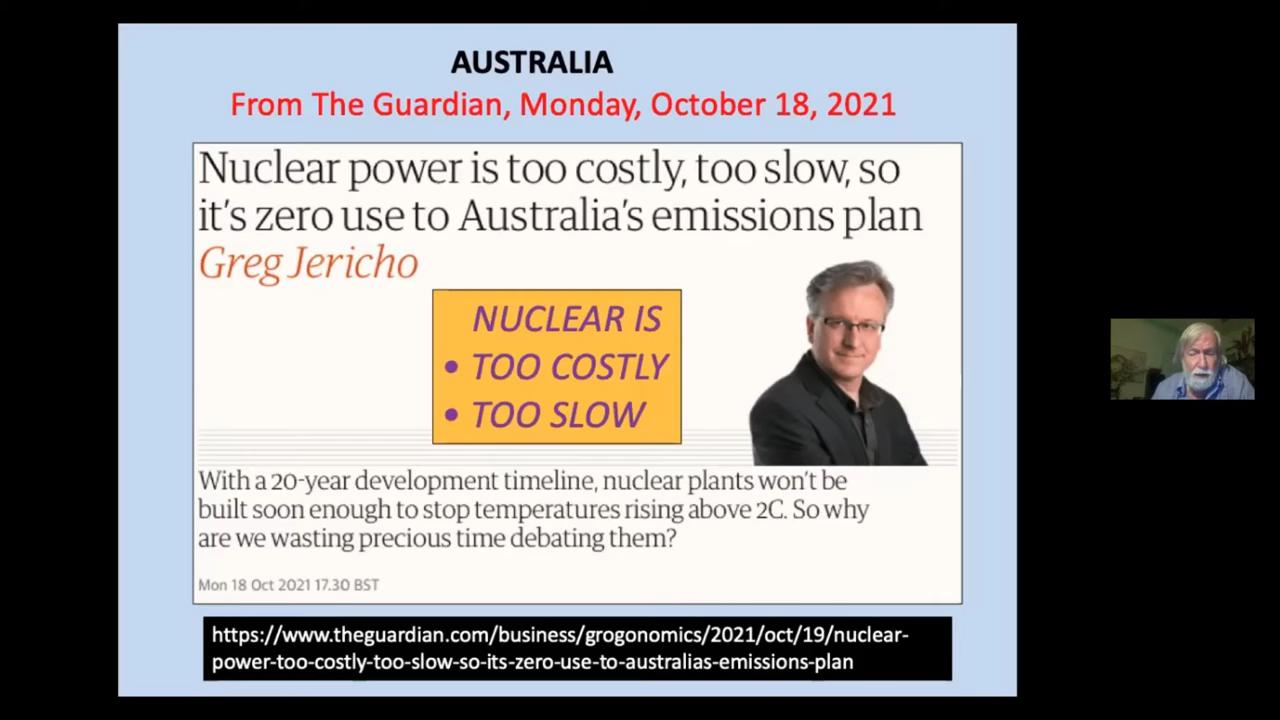 AUSTRALIA
From The Guardian, Monday, October 18, 2021
Nuclear power is too costly, too slow, so
it’s zero use to Australia’s emissions plan
Greg Jericho
NUCLEAR IS
• TOO COSTLY
• TOO SLOW
With a 20-year development timeline, nuclear plants won’t be
built soon enough to stop temperatures rising above 2C. So why
are we wasting precious time debating them?
Mon 18 Oct 2021 17.30 BST
https://www.theguardian.com/business/grogonomics/2021/oct/19/nuclear-
power-too-costly-too-slow-so-its-zero-use-to-australias-emissions-plan